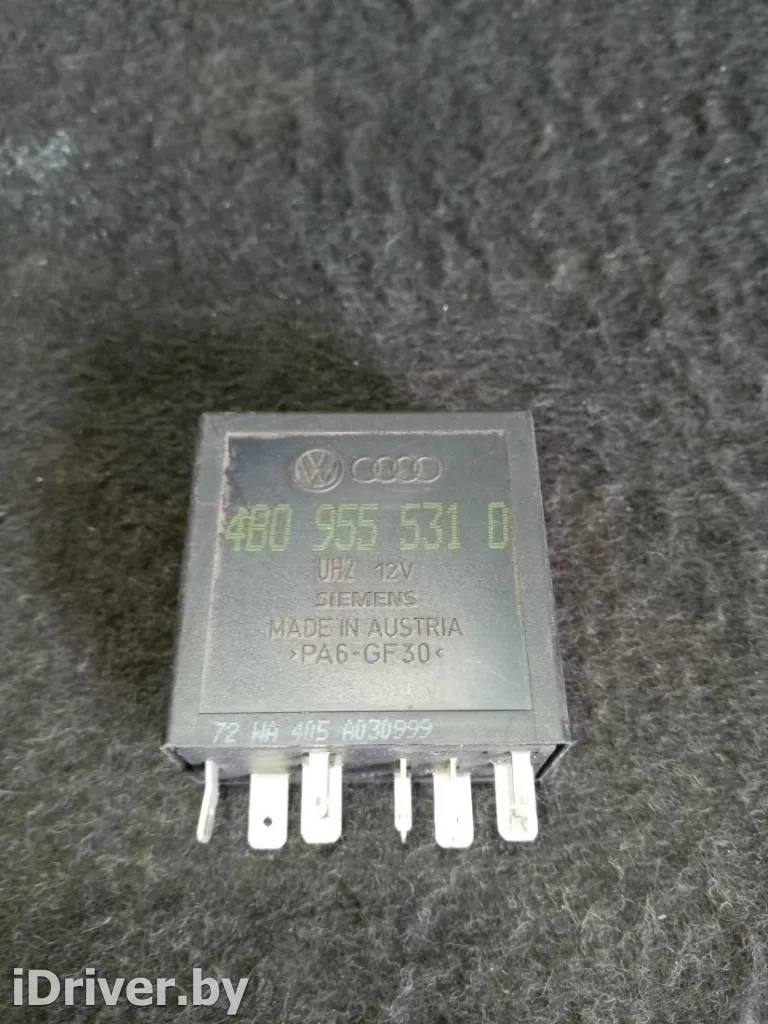 4B0 955 531 D
UH2 12V
SIEMENS
MADE IN AUSTRIA
>PA6-GF30<
72 WA 405 A030999
iDriver.by